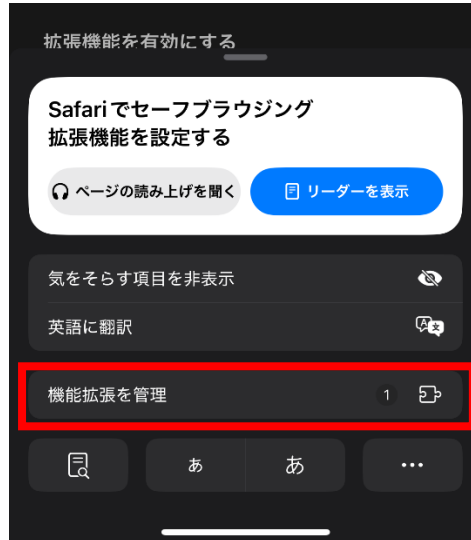 拡張機能を有効にする
Safariでセーフブラウジング
拡張機能を設定する
ページの読み上げを聞く
リーダーを表示
気をそらす項目を非表示
英語に翻訳
機能拡張を管理 1
あ あ